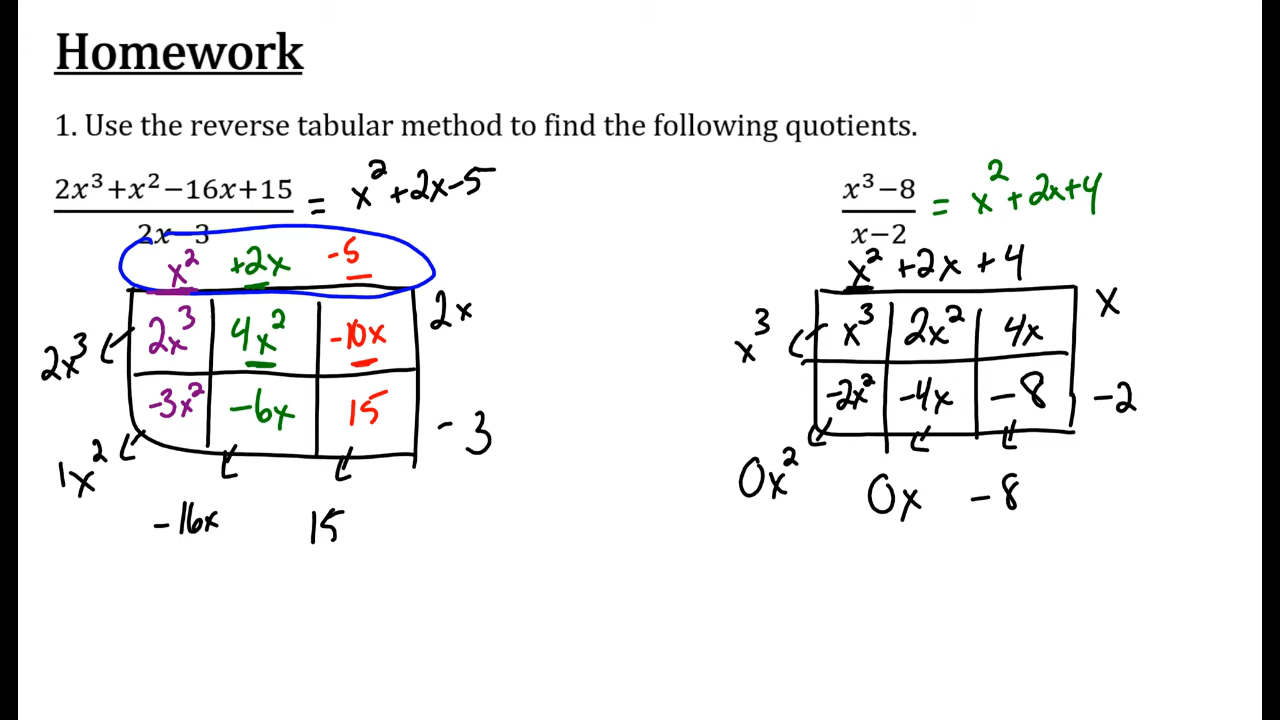 Homework
1. Use the reverse tabular method to find the following quotients.
2x³+x²−16x+15 = x²+2x−5
2x−3
x² +2x −5
2x³ 4x² −10x 2x
2x³
−3x² −6x 15 −3
1x²
−16x 15
x³−8 = x²+2x+4
x−2
x² +2x +4
x³ 2x² 4x x
x³
−2x² −4x −8 −2
0x² 0x −8